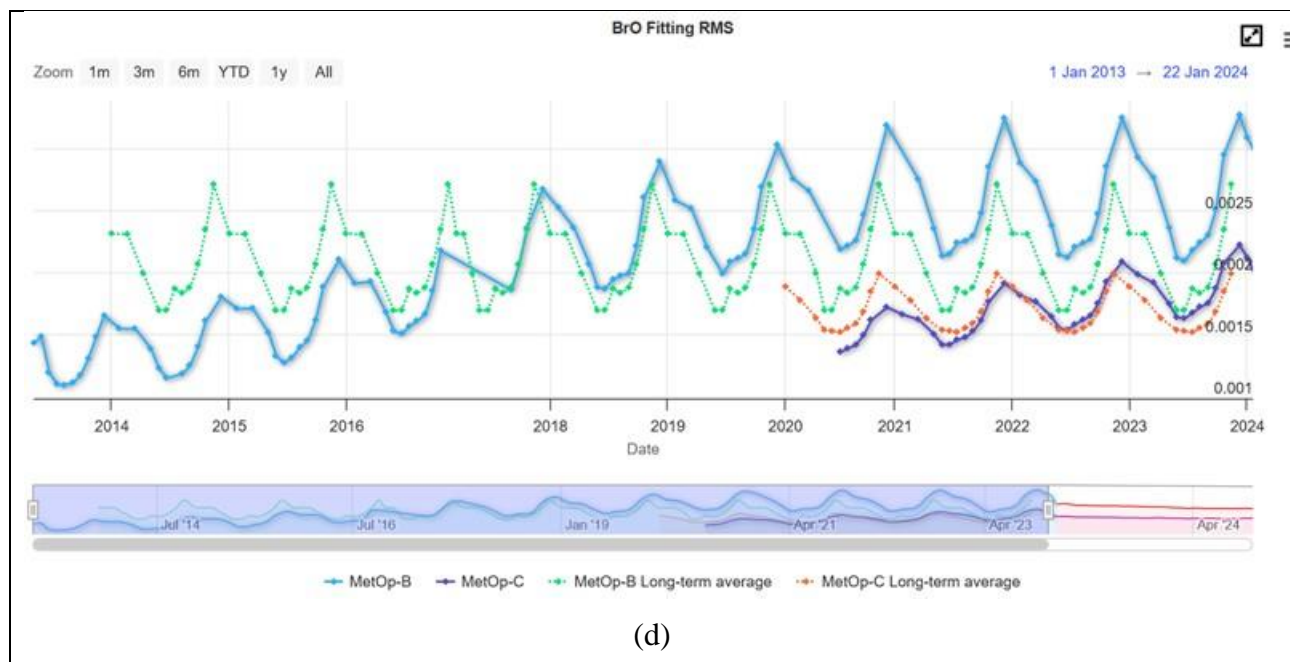 BrO Fitting RMS
Zoom 1m 3m 6m YTD 1y All
1 Jan 2013 → 22 Jan 2024
0.0025
0.002
0.0015
0.001
2014 2015 2016 2018 2019 2020 2021 2022 2023 2024
Date
Jul '14 Jul '16 Jan '19 Apr '21 Apr '23 Apr '24
MetOp-B MetOp-C MetOp-B Long-term average MetOp-C Long-term average
(d)